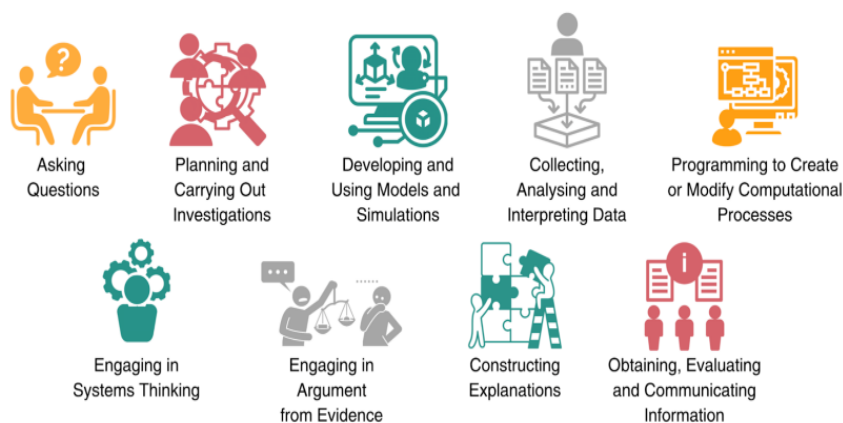 ?
Asking
Questions
Planning and
Carrying Out
Investigations
Developing and
Using Models and
Simulations
Collecting,
Analysing and
Interpreting Data
Programming to Create
or Modify Computational
Processes
i
Engaging in
Systems Thinking
Engaging in
Argument
from Evidence
Constructing
Explanations
Obtaining, Evaluating
and Communicating
Information